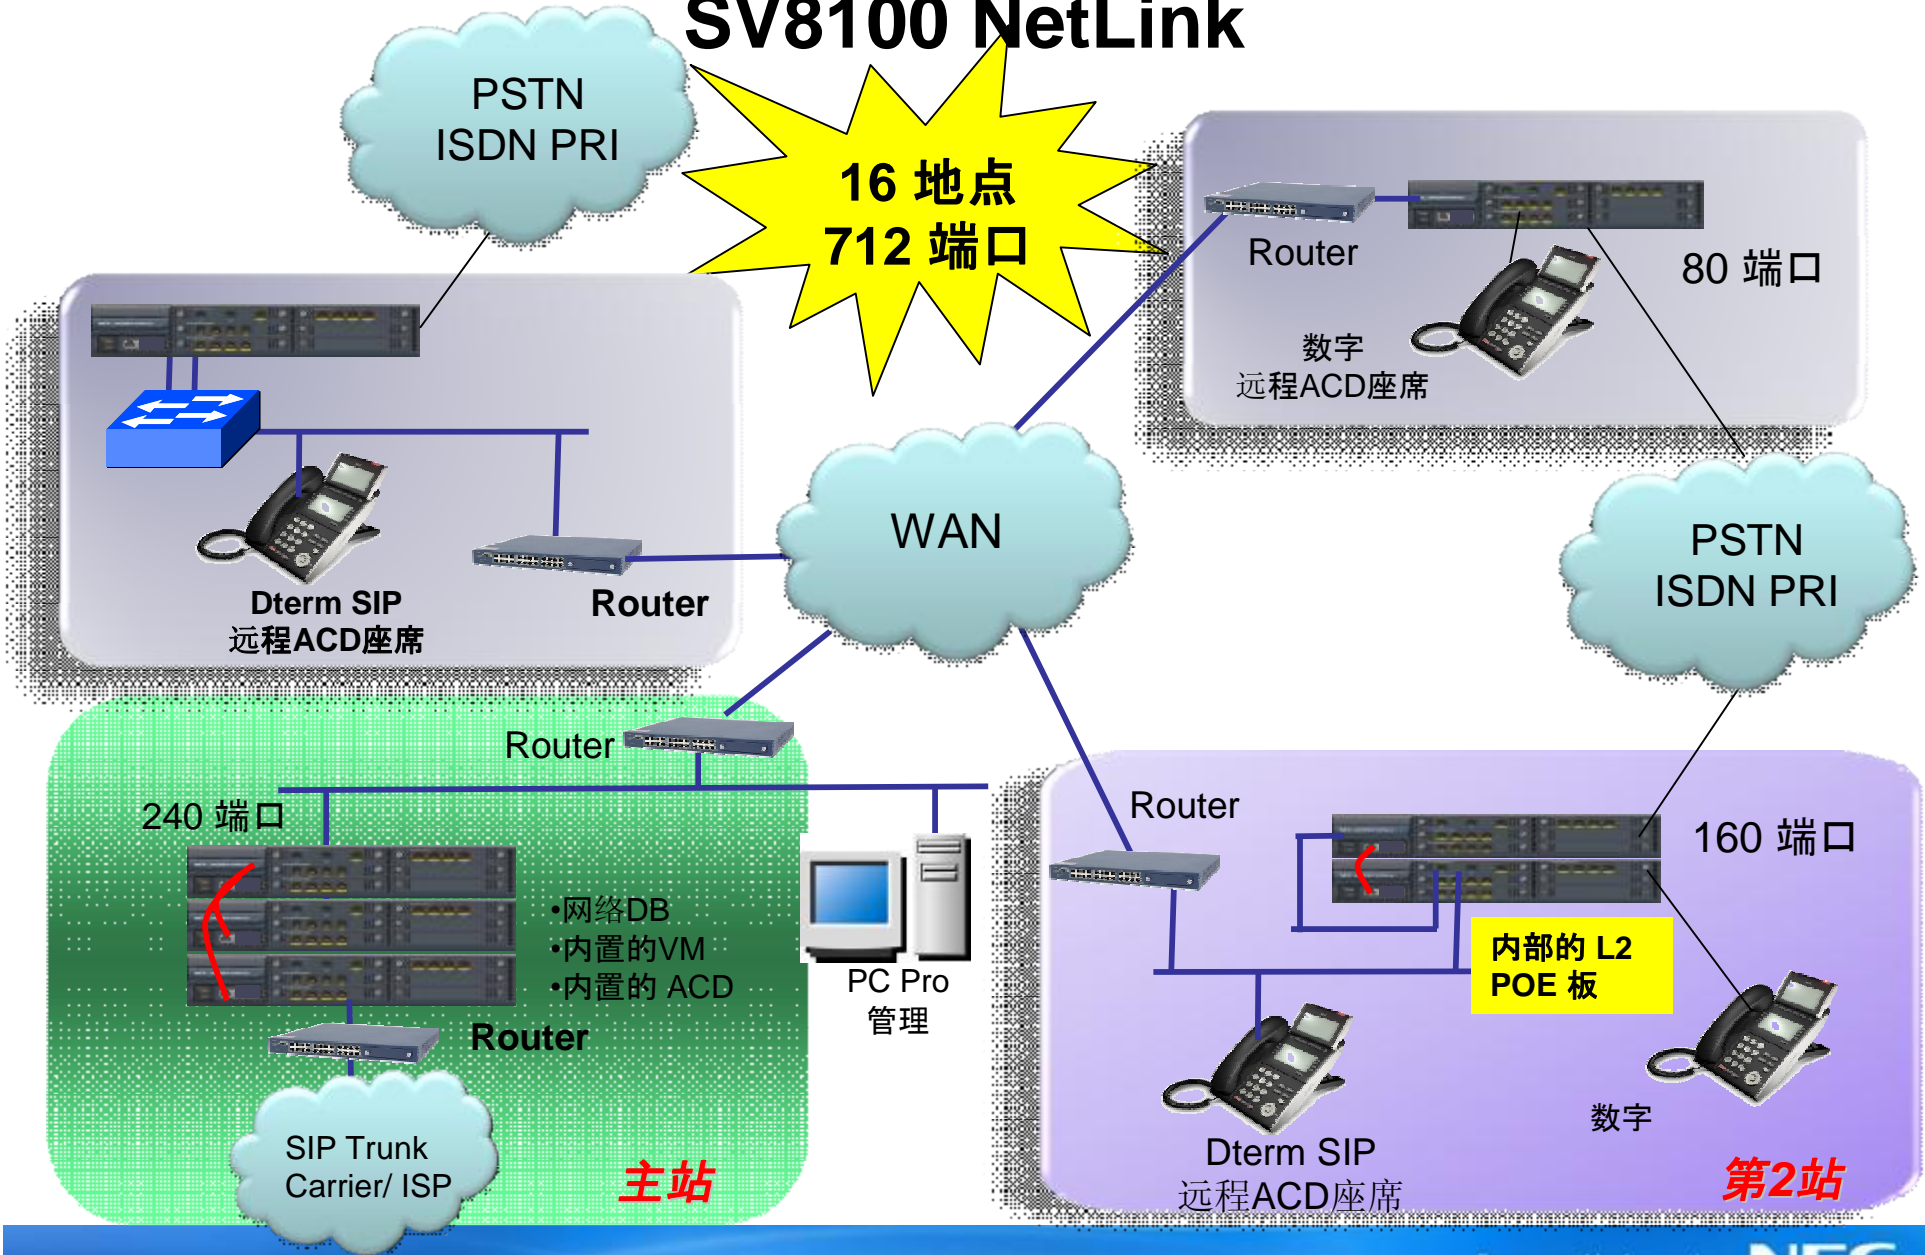 SV8100 NetLink
PSTN
ISDN PRI
16 地点
712 端口
Router
80 端口
数字
远程ACD座席
Dterm SIP
远程ACD座席
Router
WAN
PSTN
ISDN PRI
Router
240 端口
•网络DB
•内置的VM
•内置的 ACD
PC Pro
管理
Router
SIP Trunk
Carrier/ ISP
主站
Router
160 端口
内部的 L2
POE 板
数字
Dterm SIP
远程ACD座席
第2站
NEC